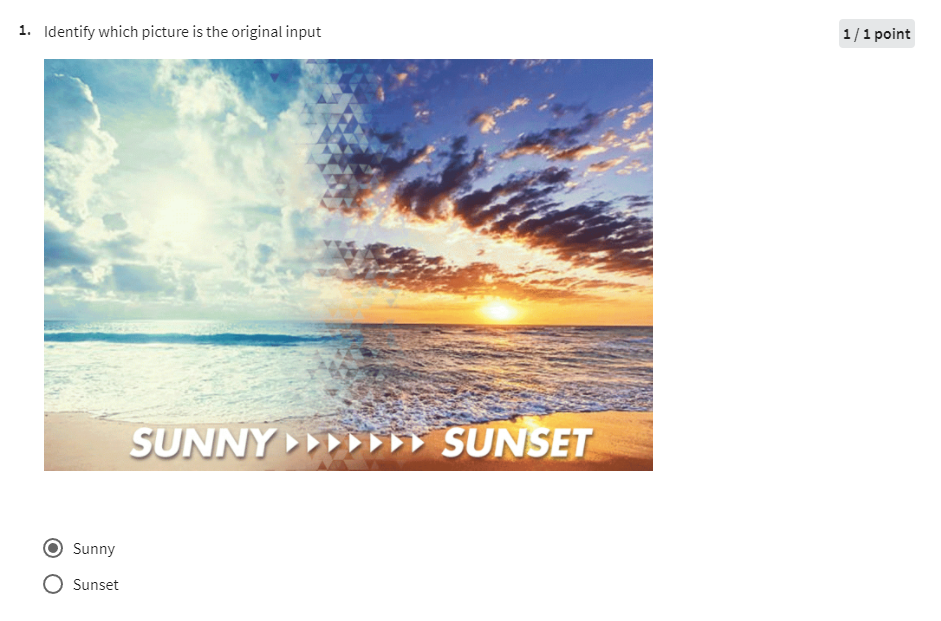 1. Identify which picture is the original input
1 / 1 point
SUNNY SUNSET
Sunny
Sunset